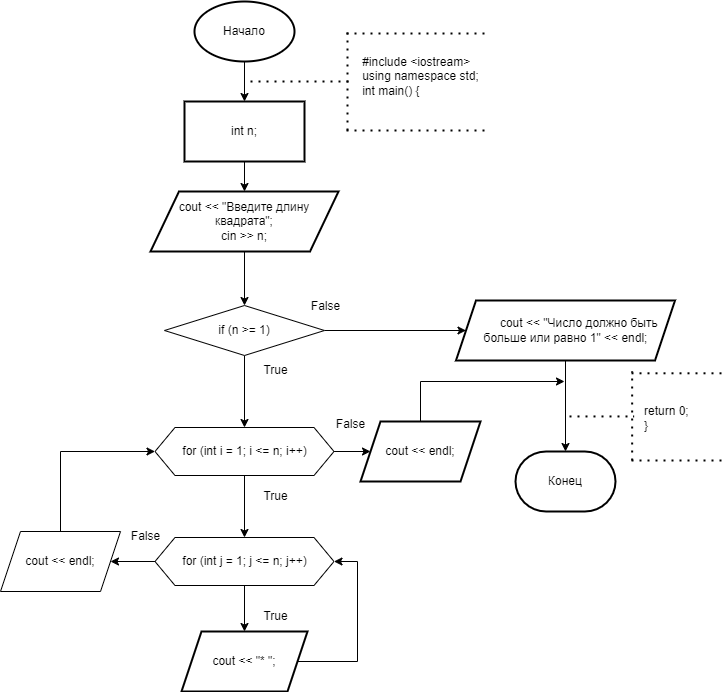 Начало
#include <iostream>
using namespace std;
int main() {
int n;
cout << "Введите длину
квадрата";
cin >> n;
if (n >= 1)
False
cout << "Число должно быть
больше или равно 1" << endl;
True
return 0;
}
for (int i = 1; i <= n; i++)
False
cout << endl;
Конец
True
for (int j = 1; j <= n; j++)
False
cout << endl;
True
cout << "* ";